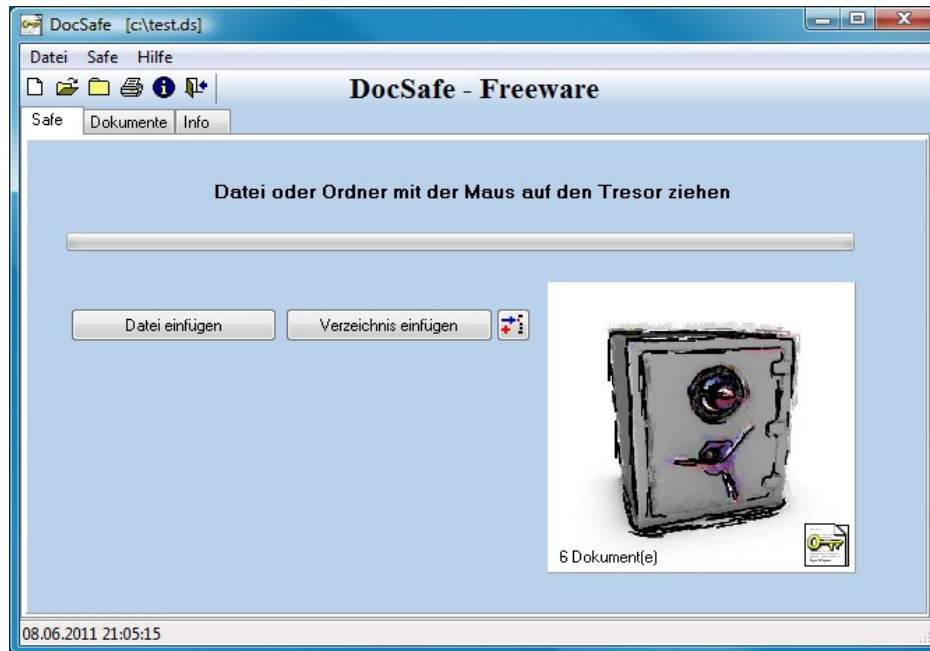 DocSafe [c:\test.ds]
Datei Safe Hilfe
DocSafe - Freeware
Safe Dokumente Info
Datei oder Ordner mit der Maus auf den Tresor ziehen
Datei einfügen Verzeichnis einfügen
6 Dokument(e)
08.06.2011 21:05:15